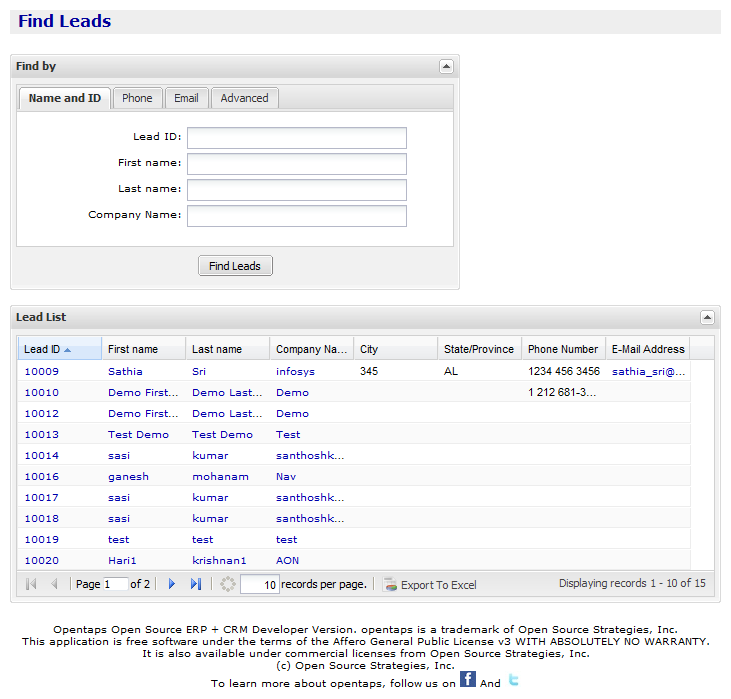 Find Leads
Find by
Name and ID Phone Email Advanced
Lead ID:
First name:
Last name:
Company Name:
Find Leads
Lead List
Lead ID First name Last name Company Na... City State/Province Phone Number E-Mail Address
10009 Sathia Sri infosys 345 AL 1234 456 3456 sathia_sri@...
10010 Demo First... Demo Last... Demo 1 212 681-3...
10012 Demo First... Demo Last... Demo
10013 Test Demo Test Demo Test
10014 sasi kumar santhoshk...
10016 ganesh mohanam Nav
10017 sasi kumar santhoshk...
10018 sasi kumar santhoshk...
10019 test test test
10020 Hari1 krishnan1 AON
Page 1 of 2 10 records per page. Export To Excel Displaying records 1 - 10 of 15
Opentaps Open Source ERP + CRM Developer Version. opentaps is a trademark of Open Source Strategies, Inc.
This application is free software under the terms of the Affero General Public License v3 WITH ABSOLUTELY NO WARRANTY.
It is also available under commercial licenses from Open Source Strategies, Inc.
(c) Open Source Strategies, Inc.
To learn more about opentaps, follow us on f And t